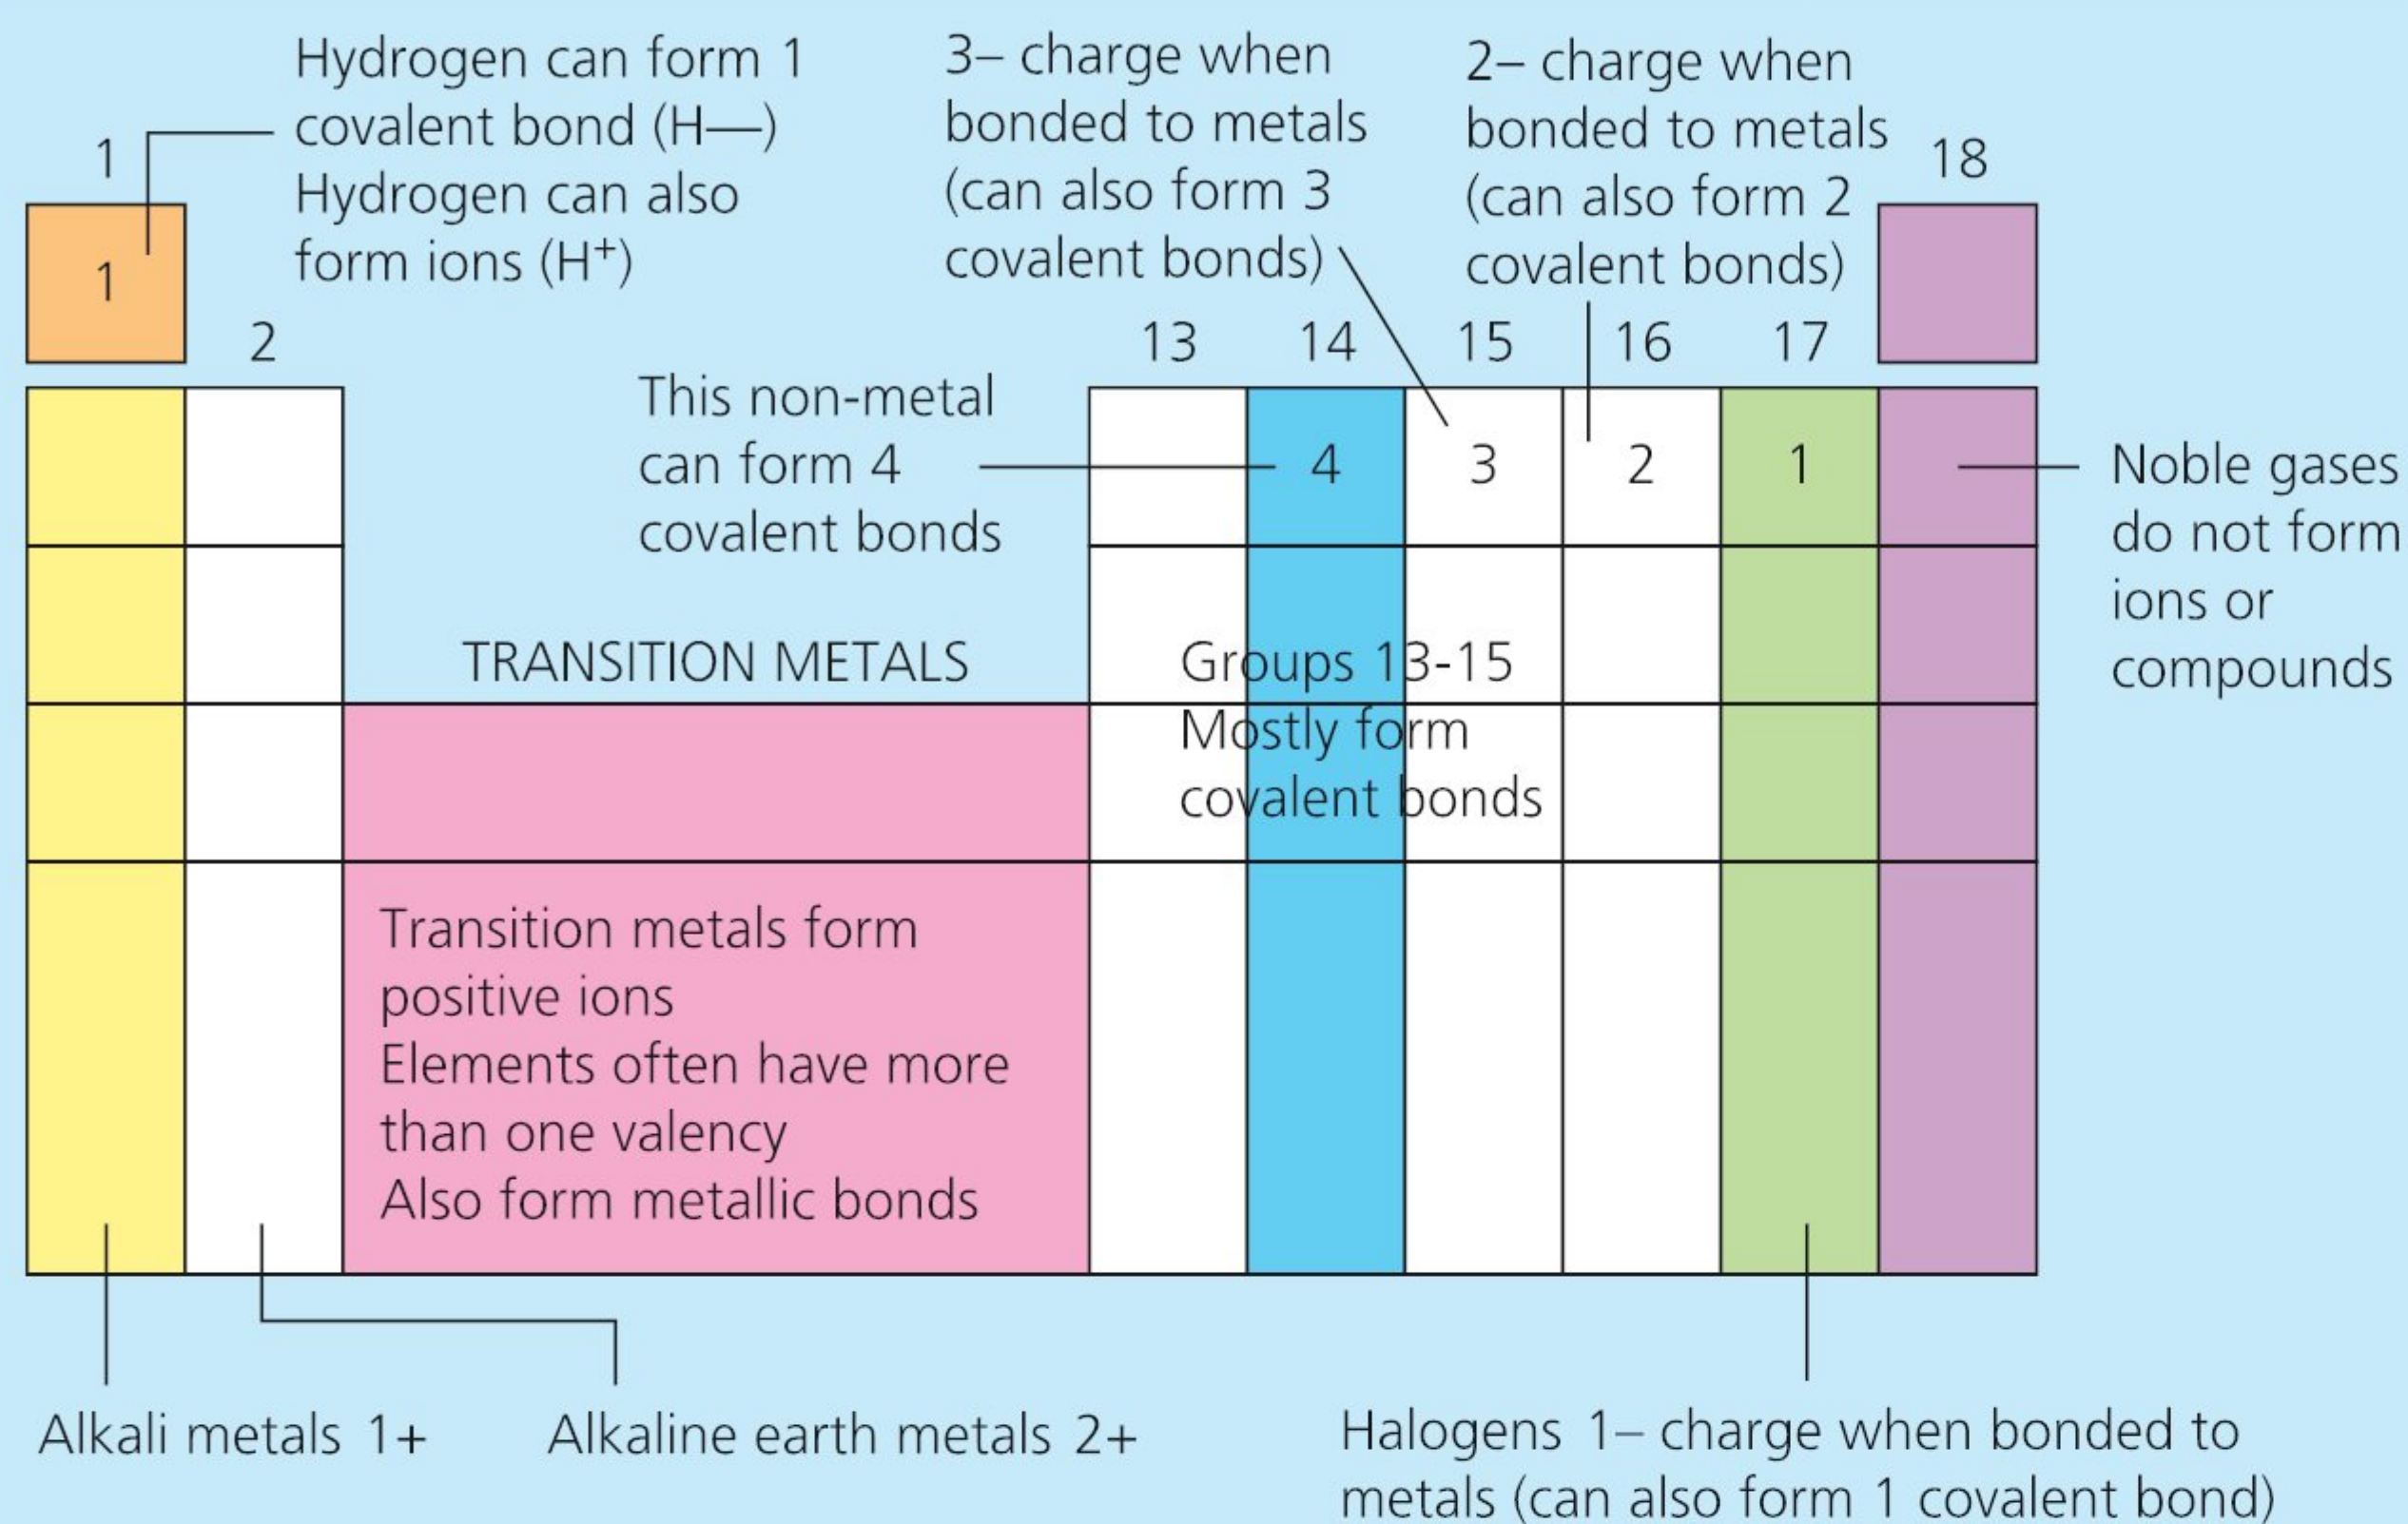 Hydrogen can form 1
covalent bond (H—)
Hydrogen can also
form ions (H⁺)
3– charge when
bonded to metals
(can also form 3
covalent bonds)
2– charge when
bonded to metals
(can also form 2
covalent bonds)
1
18
1
2
13 14 15 16 17
This non-metal
can form 4
covalent bonds
4 3 2 1
Noble gases
do not form
ions or
compounds
TRANSITION METALS
Groups 13-15
Mostly form
covalent bonds
Transition metals form
positive ions
Elements often have more
than one valency
Also form metallic bonds
Alkali metals 1+
Alkaline earth metals 2+
Halogens 1– charge when bonded to
metals (can also form 1 covalent bond)